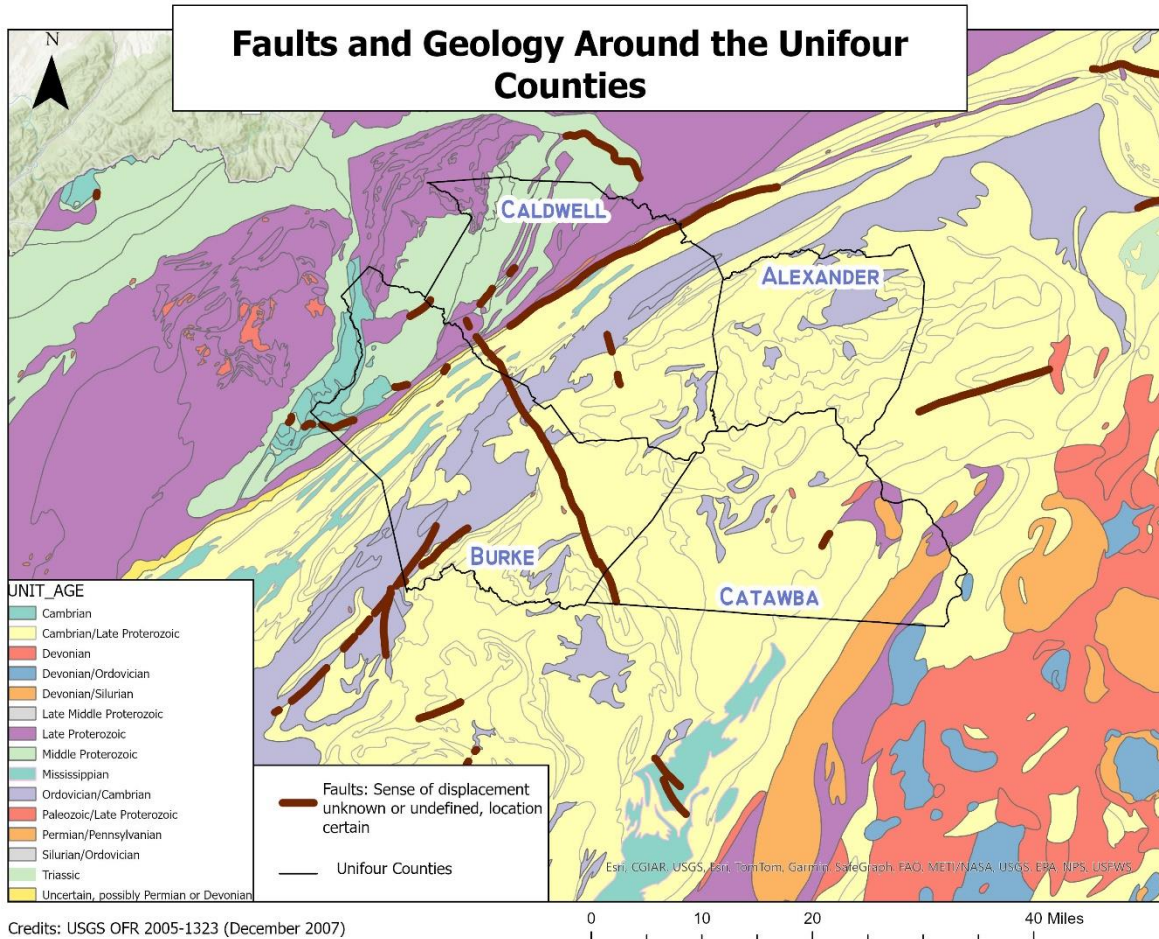 Faults and Geology Around the Unifour
Counties
N
CALDWELL
ALEXANDER
BURKE
CATAWBA
UNIT_AGE
Cambrian
Cambrian/Late Proterozoic
Devonian
Devonian/Ordovician
Devonian/Silurian
Late Middle Proterozoic
Late Proterozoic
Middle Proterozoic
Mississippian
Ordovician/Cambrian
Paleozoic/Late Proterozoic
Permian/Pennsylvanian
Silurian/Ordovician
Triassic
Uncertain, possibly Permian or Devonian
Faults: Sense of displacement
unknown or undefined, location
certain
Unifour Counties
Esri, CGIAR, USGS, Esri, TomTom, Garmin, SafeGraph, FAO, METI/NASA, USGS, EPA, NPS, USFWS
Credits: USGS OFR 2005-1323 (December 2007)
0 10 20 40 Miles